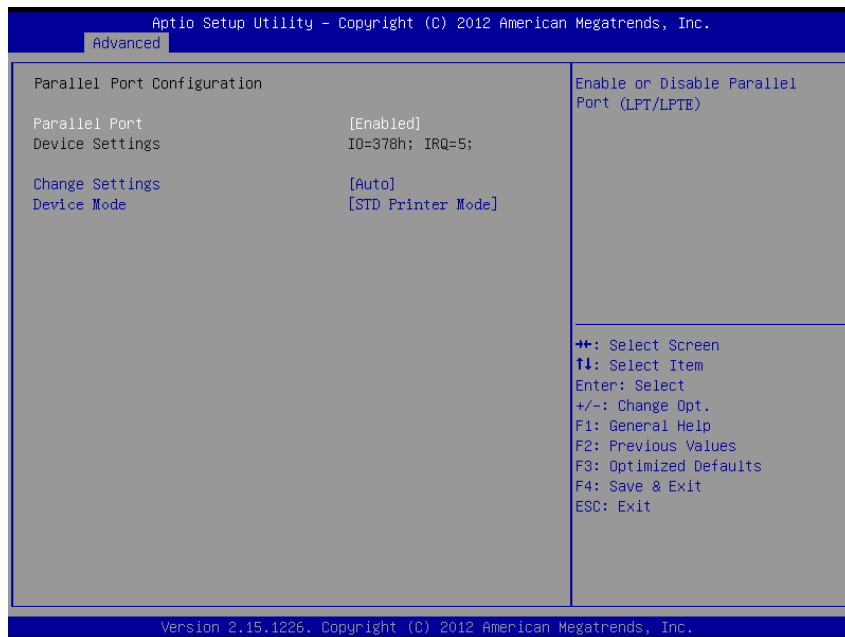 Aptio Setup Utility – Copyright (C) 2012 American Megatrends, Inc.
Advanced
Parallel Port Configuration
Parallel Port [Enabled]
Device Settings IO=378h; IRQ=5;
Change Settings [Auto]
Device Mode [STD Printer Mode]
Enable or Disable Parallel
Port (LPT/LPTE)
→←: Select Screen
↑↓: Select Item
Enter: Select
+/-: Change Opt.
F1: General Help
F2: Previous Values
F3: Optimized Defaults
F4: Save & Exit
ESC: Exit
Version 2.15.1226. Copyright (C) 2012 American Megatrends, Inc.